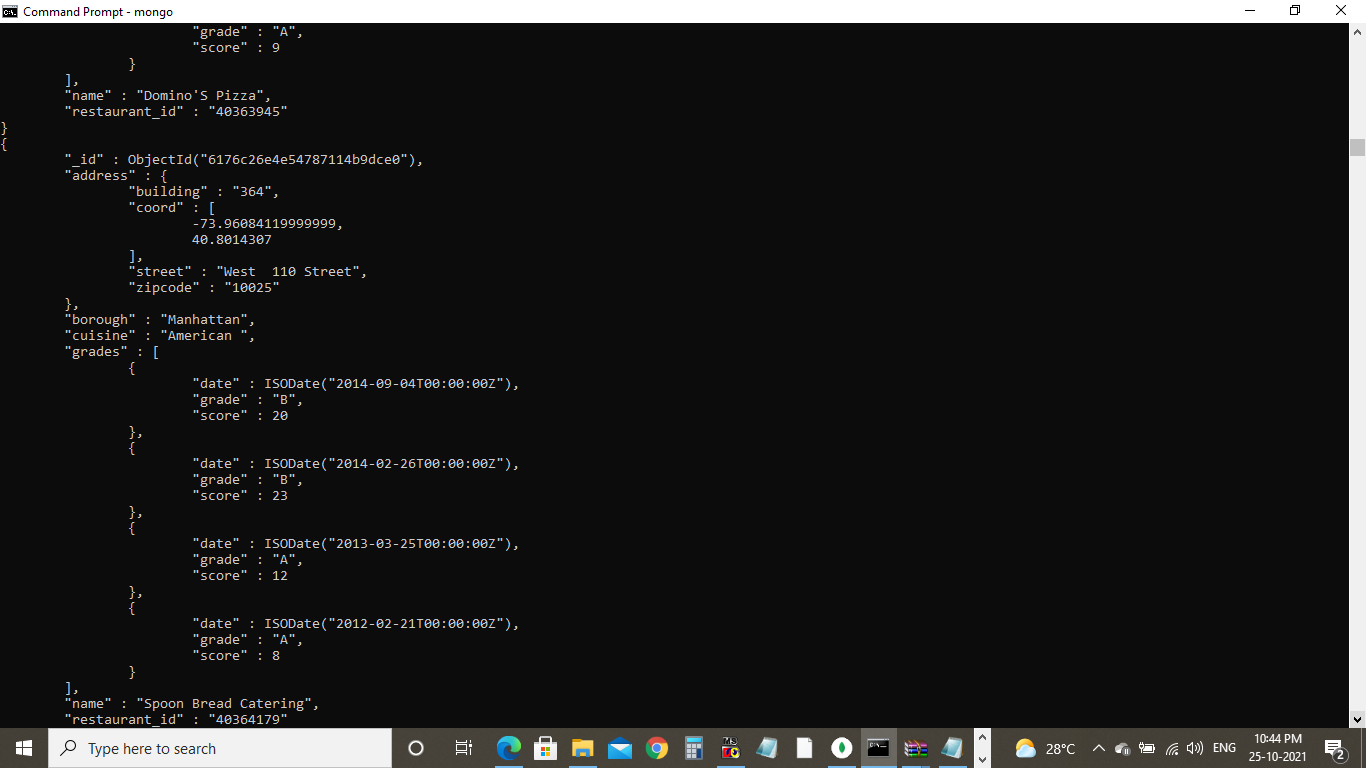 Command Prompt - mongo
"grade" : "A",
"score" : 9
}
],
"name" : "Domino'S Pizza",
"restaurant_id" : "40363945"
}
{
"_id" : ObjectId("6176c26e4e54787114b9dce0"),
"address" : {
"building" : "364",
"coord" : [
-73.96084119999999,
40.8014307
],
"street" : "West  110 Street",
"zipcode" : "10025"
},
"borough" : "Manhattan",
"cuisine" : "American ",
"grades" : [
{
"date" : ISODate("2014-09-04T00:00:00Z"),
"grade" : "B",
"score" : 20
},
{
"date" : ISODate("2014-02-26T00:00:00Z"),
"grade" : "B",
"score" : 23
},
{
"date" : ISODate("2013-03-25T00:00:00Z"),
"grade" : "A",
"score" : 12
},
{
"date" : ISODate("2012-02-21T00:00:00Z"),
"grade" : "A",
"score" : 8
}
],
"name" : "Spoon Bread Catering",
"restaurant_id" : "40364179"
Type here to search
28°C
ENG
10:44 PM
25-10-2021
2